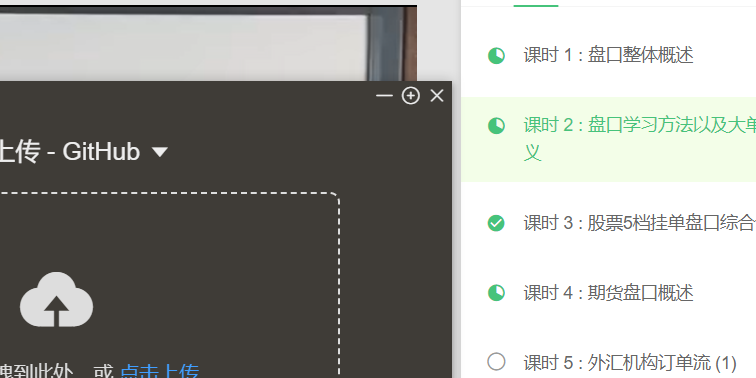 上传 - GitHub
到此处，或 点击上传
课时 1 : 盘口整体概述
课时 2 : 盘口学习方法以及大单
义
课时 3 : 股票5档挂单盘口综合
课时 4 : 期货盘口概述
课时 5 : 外汇机构订单流 (1)